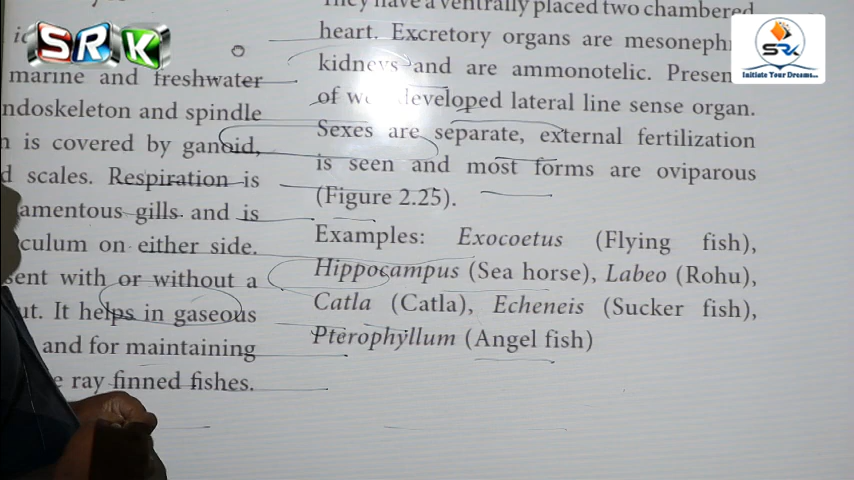 SRK
marine and freshwater
ndoskeleton and spindle
n is covered by ganoid,
d scales. Respiration is
amentous gills and is
culum on either side.
sent with or without a
ut. It helps in gaseous
and for maintaining
ray finned fishes.
They have a ventrally placed two chambered
heart. Excretory organs are mesoneph
kidneys and are ammonotelic. Presen
of developed lateral line sense organ.
Sexes are separate, external fertilization
is seen and most forms are oviparous
(Figure 2.25).
Examples: Exocoetus (Flying fish),
Hippocampus (Sea horse), Labeo (Rohu),
Catla (Catla), Echeneis (Sucker fish),
Pterophyllum (Angel fish)
SRK
Initiate Your Dreams...